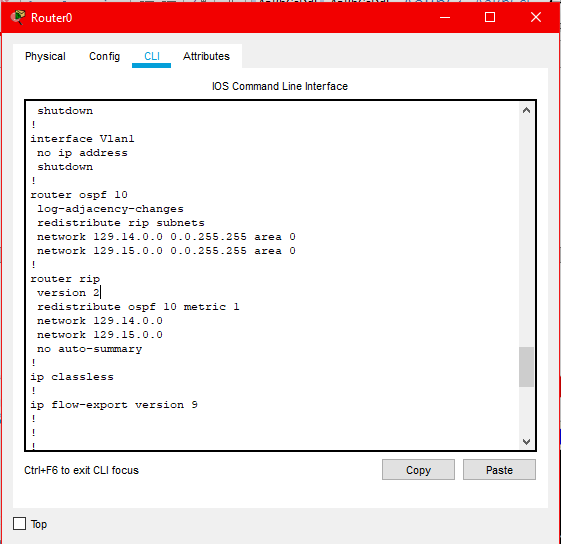 Router0
Physical Config CLI Attributes
IOS Command Line Interface
shutdown
!
interface Vlan1
no ip address
shutdown
!
router ospf 10
log-adjacency-changes
redistribute rip subnets
network 129.14.0.0 0.0.255.255 area 0
network 129.15.0.0 0.0.255.255 area 0
!
router rip
version 2
redistribute ospf 10 metric 1
network 129.14.0.0
network 129.15.0.0
no auto-summary
!
ip classless
!
ip flow-export version 9
!
!
!
Ctrl+F6 to exit CLI focus
Copy Paste
Top